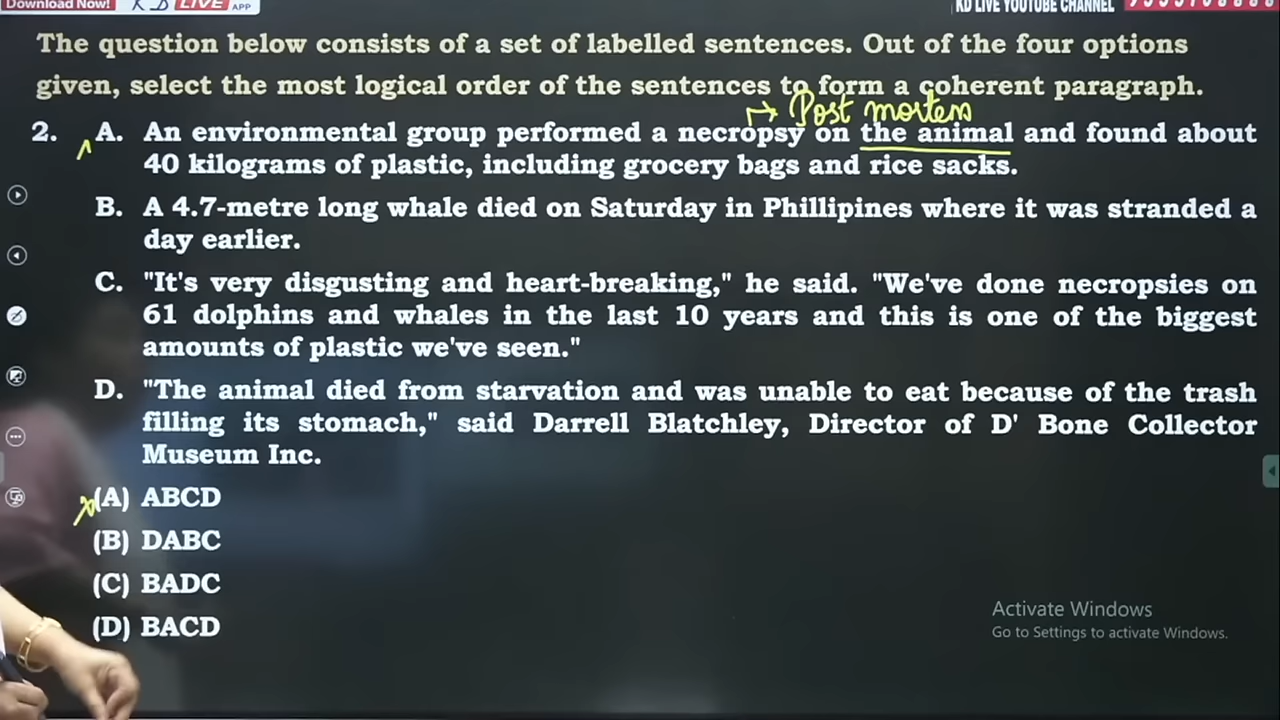 Download Now! K D LIVE APP
KD LIVE YOUTUBE CHANNEL
The question below consists of a set of labelled sentences. Out of the four options
given, select the most logical order of the sentences to form a coherent paragraph.
↦ Post mortem
2. A. An environmental group performed a necropsy on the animal and found about
40 kilograms of plastic, including grocery bags and rice sacks.
B. A 4.7-metre long whale died on Saturday in Phillipines where it was stranded a
day earlier.
C. "It's very disgusting and heart-breaking," he said. "We've done necropsies on
61 dolphins and whales in the last 10 years and this is one of the biggest
amounts of plastic we've seen."
D. "The animal died from starvation and was unable to eat because of the trash
filling its stomach," said Darrell Blatchley, Director of D' Bone Collector
Museum Inc.
(A) ABCD
(B) DABC
(C) BADC
(D) BACD
Activate Windows
Go to Settings to activate Windows.